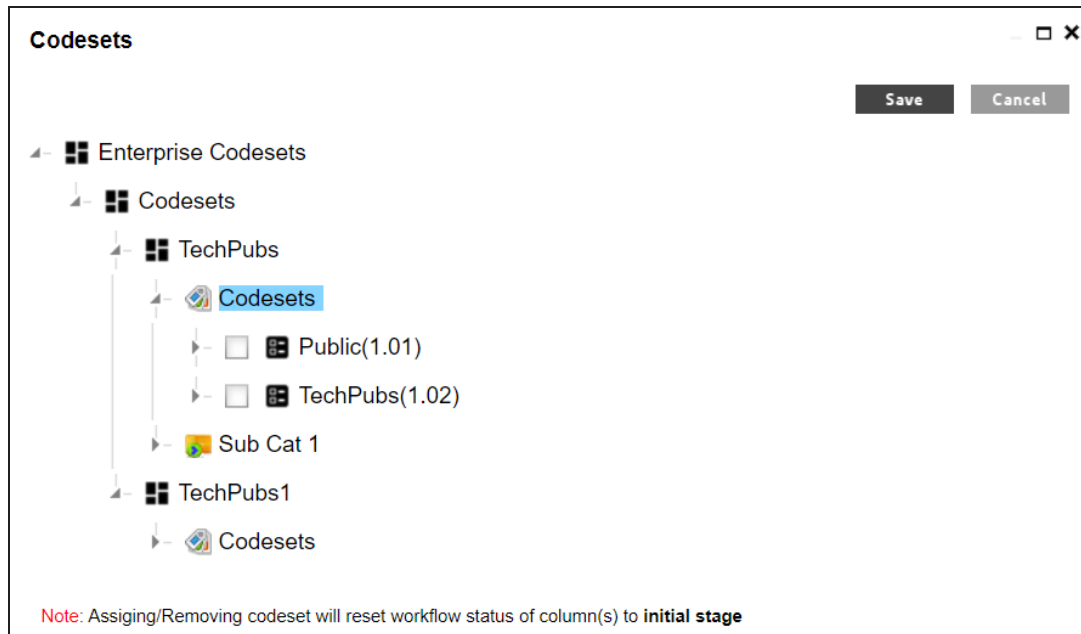 Codesets
Save Cancel
Enterprise Codesets
Codesets
TechPubs
Codesets
Public(1.01)
TechPubs(1.02)
Sub Cat 1
TechPubs1
Codesets
Note: Assiging/Removing codeset will reset workflow status of column(s) to initial stage